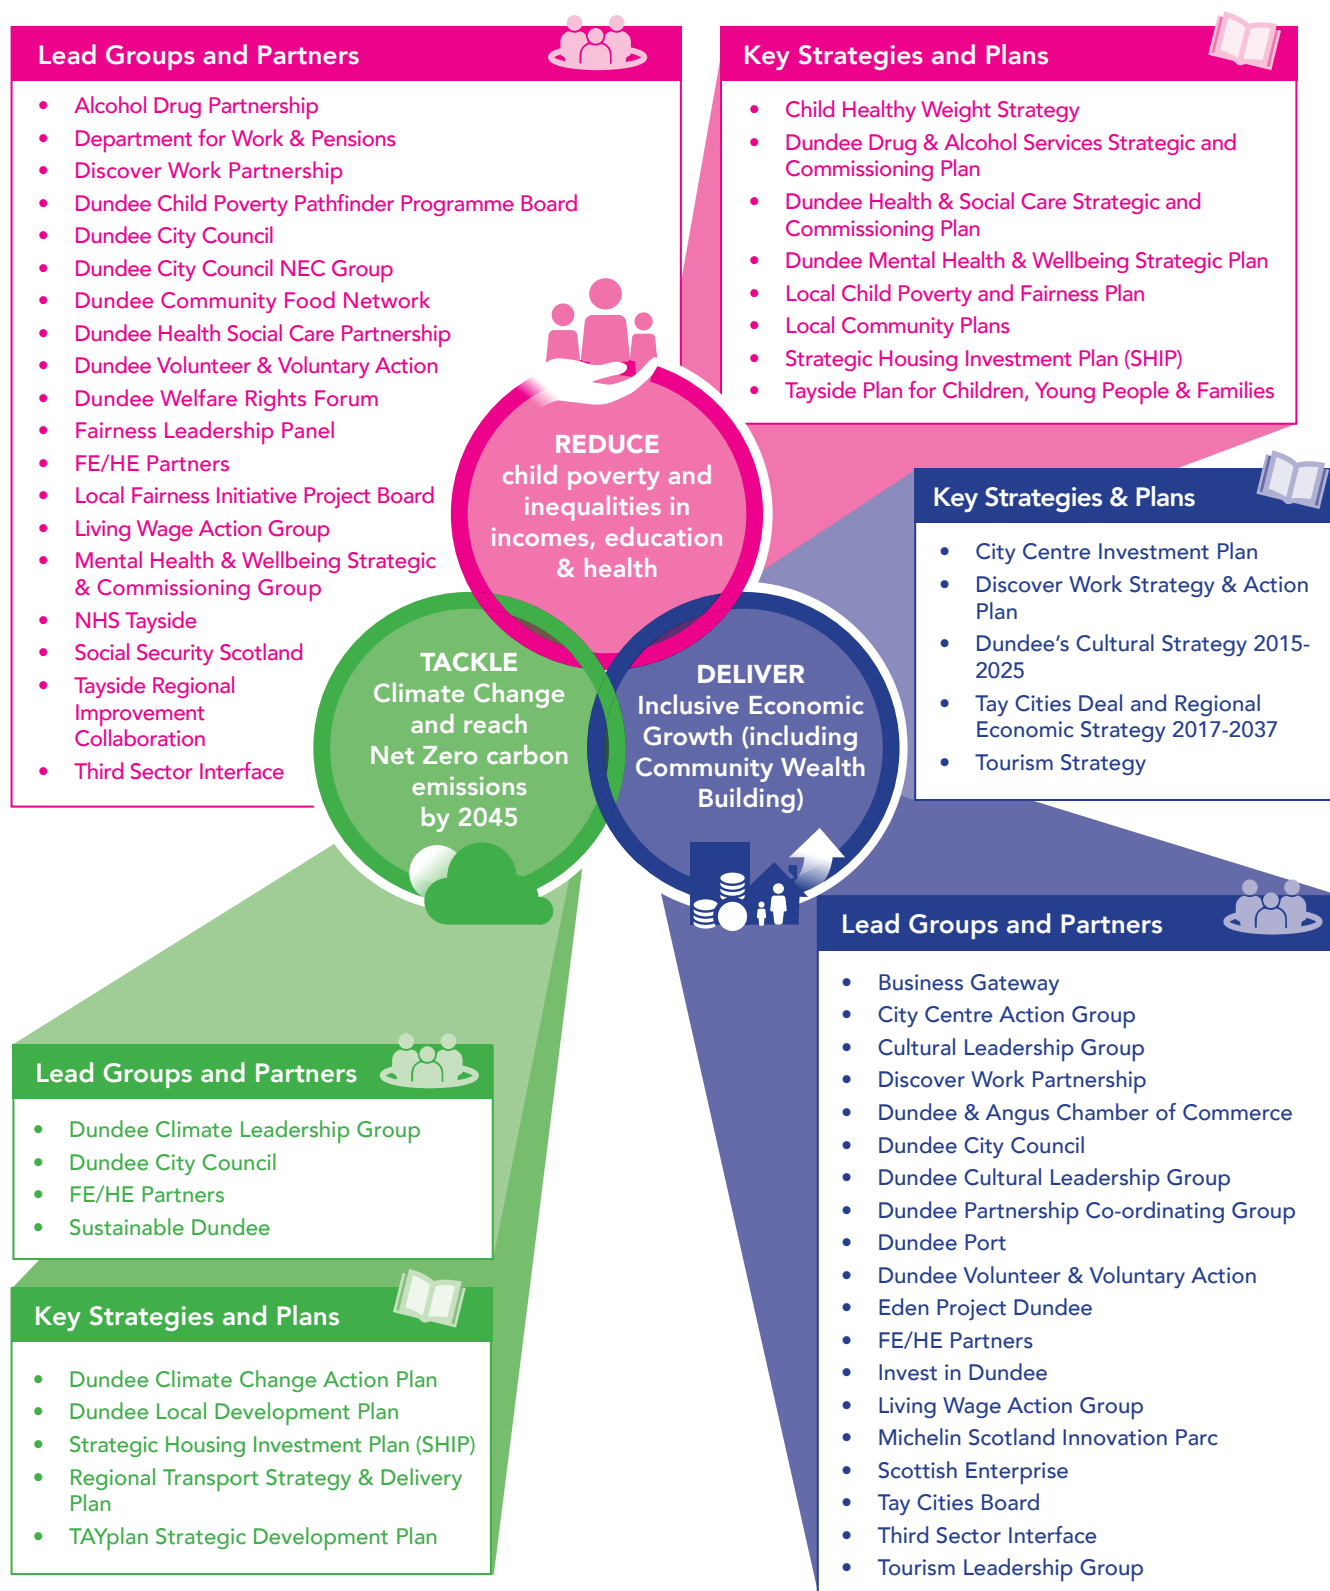 Lead Groups and Partners
• Alcohol Drug Partnership
• Department for Work & Pensions
• Discover Work Partnership
• Dundee Child Poverty Pathfinder Programme Board
• Dundee City Council
• Dundee City Council NEC Group
• Dundee Community Food Network
• Dundee Health Social Care Partnership
• Dundee Volunteer & Voluntary Action
• Dundee Welfare Rights Forum
• Fairness Leadership Panel
• FE/HE Partners
• Local Fairness Initiative Project Board
• Living Wage Action Group
• Mental Health & Wellbeing Strategic
& Commissioning Group
• NHS Tayside
• Social Security Scotland
• Tayside Regional
Improvement
Collaboration
• Third Sector Interface
Key Strategies and Plans
• Child Healthy Weight Strategy
• Dundee Drug & Alcohol Services Strategic and
Commissioning Plan
• Dundee Health & Social Care Strategic and
Commissioning Plan
• Dundee Mental Health & Wellbeing Strategic Plan
• Local Child Poverty and Fairness Plan
• Local Community Plans
• Strategic Housing Investment Plan (SHIP)
• Tayside Plan for Children, Young People & Families
REDUCE
child poverty and
inequalities in
incomes, education
& health
TACKLE
Climate Change
and reach
Net Zero carbon
emissions
by 2045
DELIVER
Inclusive Economic
Growth (including
Community Wealth
Building)
Key Strategies & Plans
• City Centre Investment Plan
• Discover Work Strategy & Action
Plan
• Dundee’s Cultural Strategy 2015-
2025
• Tay Cities Deal and Regional
Economic Strategy 2017-2037
• Tourism Strategy
Lead Groups and Partners
• Business Gateway
• City Centre Action Group
• Cultural Leadership Group
• Discover Work Partnership
• Dundee & Angus Chamber of Commerce
• Dundee City Council
• Dundee Cultural Leadership Group
• Dundee Partnership Co-ordinating Group
• Dundee Port
• Dundee Volunteer & Voluntary Action
• Eden Project Dundee
• FE/HE Partners
• Invest in Dundee
• Living Wage Action Group
• Michelin Scotland Innovation Parc
• Scottish Enterprise
• Tay Cities Board
• Third Sector Interface
• Tourism Leadership Group
Lead Groups and Partners
• Dundee Climate Leadership Group
• Dundee City Council
• FE/HE Partners
• Sustainable Dundee
Key Strategies and Plans
• Dundee Climate Change Action Plan
• Dundee Local Development Plan
• Strategic Housing Investment Plan (SHIP)
• Regional Transport Strategy & Delivery
Plan
• TAYplan Strategic Development Plan